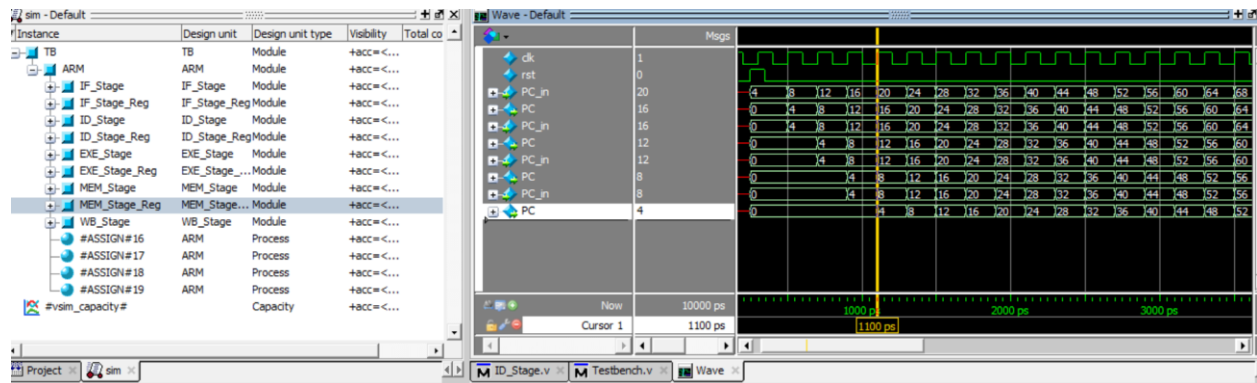 sim - Default
Instance Design unit Design unit type Visibility Total co
TB TB Module +acc=<...
ARM ARM Module +acc=<...
IF_Stage IF_Stage Module +acc=<...
IF_Stage_Reg IF_Stage_Reg Module +acc=<...
ID_Stage ID_Stage Module +acc=<...
ID_Stage_Reg ID_Stage_Reg Module +acc=<...
EXE_Stage EXE_Stage Module +acc=<...
EXE_Stage_Reg EXE_Stage_... Module +acc=<...
MEM_Stage MEM_Stage Module +acc=<...
MEM_Stage_Reg MEM_Stage... Module +acc=<...
WB_Stage WB_Stage Module +acc=<...
#ASSIGN#16 ARM Process +acc=<...
#ASSIGN#17 ARM Process +acc=<...
#ASSIGN#18 ARM Process +acc=<...
#ASSIGN#19 ARM Process +acc=<...
#vsim_capacity# Capacity +acc=<...
Project sim
Wave - Default
Msgs
clk 1
rst 0
PC_in 20 4 8 12 16 20 24 28 32 36 40 44 48 52 56 60 64 68
PC 16 0 4 8 12 16 20 24 28 32 36 40 44 48 52 56 60 64
PC_in 16 0 4 8 12 16 20 24 28 32 36 40 44 48 52 56 60 64
PC 12 0 4 8 12 16 20 24 28 32 36 40 44 48 52 56 60
PC_in 12 0 4 8 12 16 20 24 28 32 36 40 44 48 52 56 60
PC 8 0 4 8 12 16 20 24 28 32 36 40 44 48 52 56
PC_in 8 0 4 8 12 16 20 24 28 32 36 40 44 48 52 56
PC 4 0 4 8 12 16 20 24 28 32 36 40 44 48 52
Now 10000 ps 1000 ps 2000 ps 3000 ps
Cursor 1 1100 ps 1100 ps
ID_Stage.v Testbench.v Wave